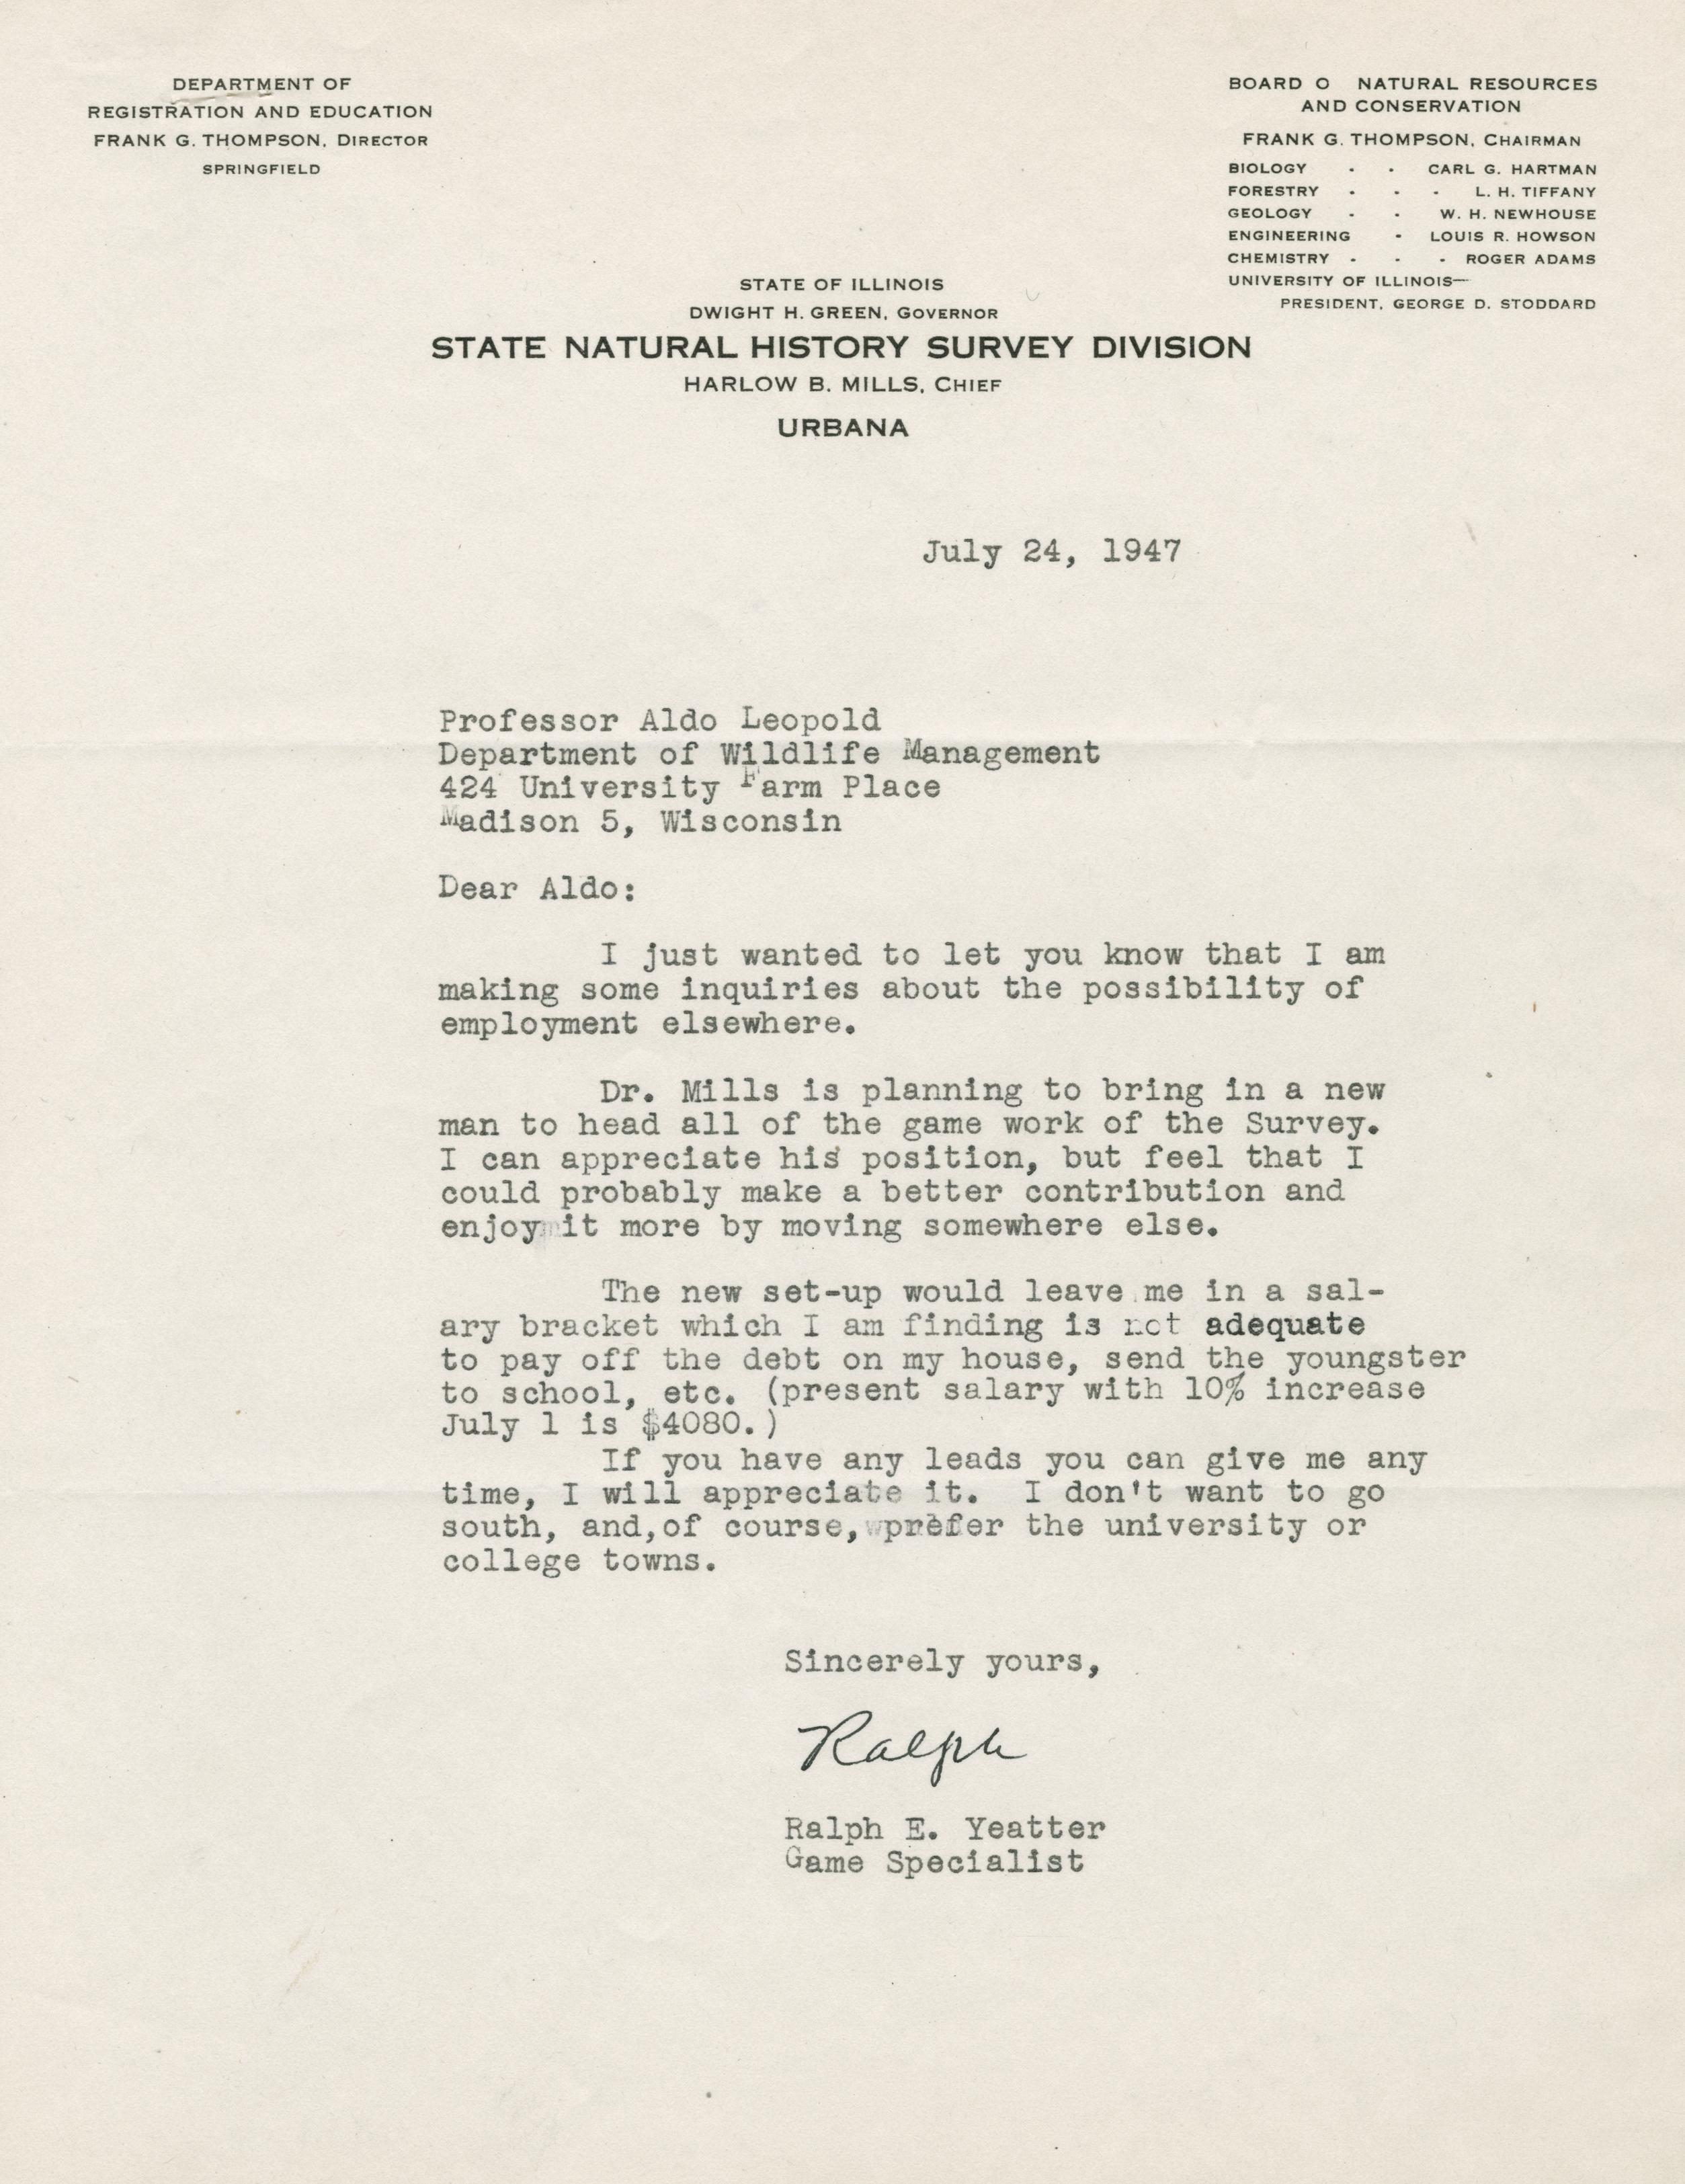 DEPARTMENT OF
REGISTRATION AND EDUCATION
FRANK G. THOMPSON, DIRECTOR
SPRINGFIELD
BOARD O   NATURAL RESOURCES
AND CONSERVATION
FRANK G. THOMPSON, CHAIRMAN
BIOLOGY - - CARL G. HARTMAN
FORESTRY - - - L. H. TIFFANY
GEOLOGY - - W. H. NEWHOUSE
ENGINEERING - LOUIS R. HOWSON
CHEMISTRY - - - ROGER ADAMS
UNIVERSITY OF ILLINOIS—
PRESIDENT, GEORGE D. STODDARD
STATE OF ILLINOIS
DWIGHT H. GREEN, GOVERNOR
STATE NATURAL HISTORY SURVEY DIVISION
HARLOW B. MILLS, CHIEF
URBANA
July 24, 1947
Professor Aldo Leopold
Department of Wildlife Management
424 University Farm Place
Madison 5, Wisconsin
Dear Aldo:
I just wanted to let you know that I am
making some inquiries about the possibility of
employment elsewhere.
Dr. Mills is planning to bring in a new
man to head all of the game work of the Survey.
I can appreciate his position, but feel that I
could probably make a better contribution and
enjoy it more by moving somewhere else.
The new set-up would leave me in a sal-
ary bracket which I am finding is not adequate
to pay off the debt on my house, send the youngster
to school, etc. (present salary with 10% increase
July 1 is $4080.)
If you have any leads you can give me any
time, I will appreciate it.  I don't want to go
south, and,of course, prefer the university or
college towns.
Sincerely yours,
Ralph
Ralph E. Yeatter
Game Specialist